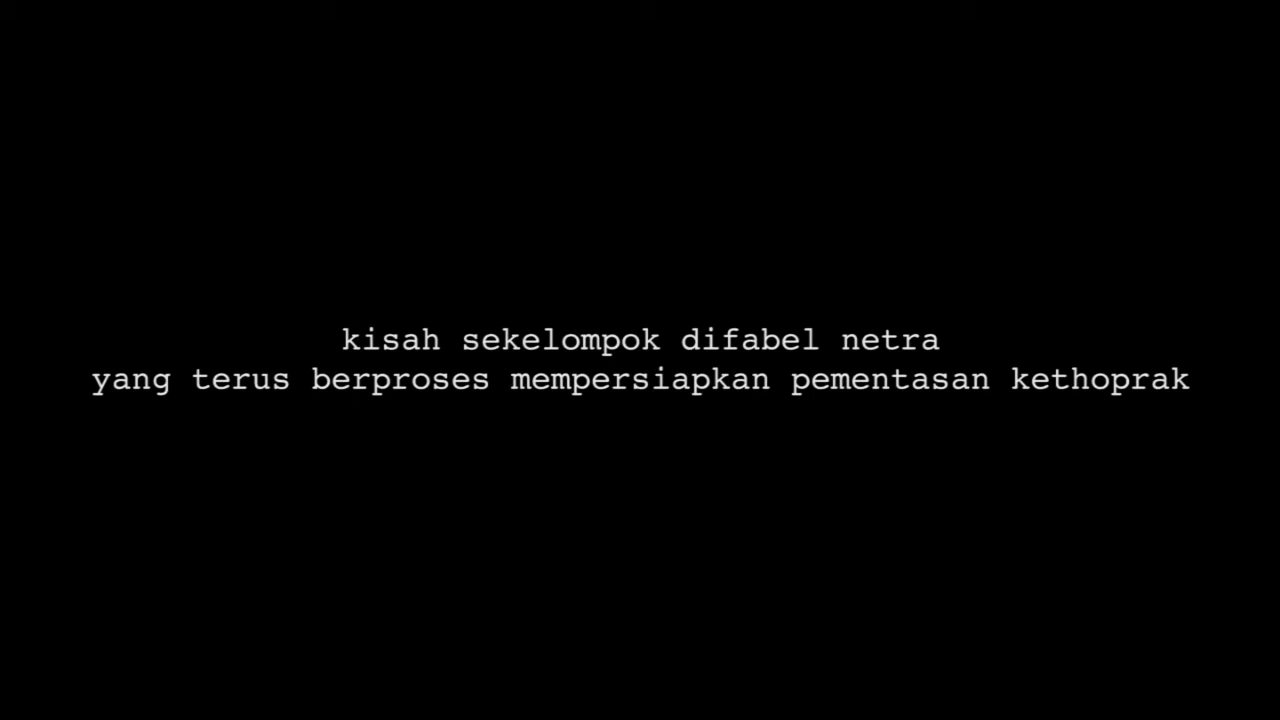 kisah sekelompok difabel netra
yang terus berproses mempersiapkan pementasan kethoprak